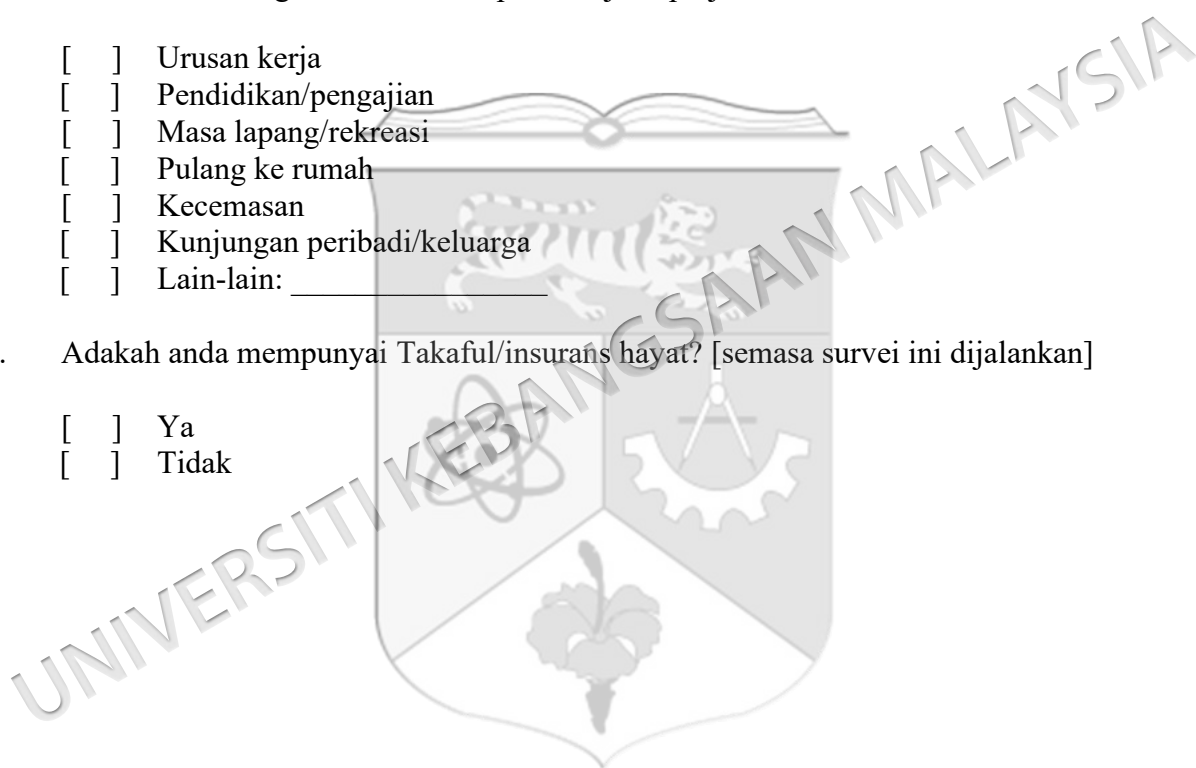 [ ] Urusan kerja
[ ] Pendidikan/pengajian
[ ] Masa lapang/rekreasi
[ ] Pulang ke rumah
[ ] Kecemasan
[ ] Kunjungan peribadi/keluarga
[ ] Lain-lain: __________________
. Adakah anda mempunyai Takaful/insurans hayat? [semasa survei ini dijalankan]
[ ] Ya
[ ] Tidak
UNIVERSITI KEBANGSAAN MALAYSIA